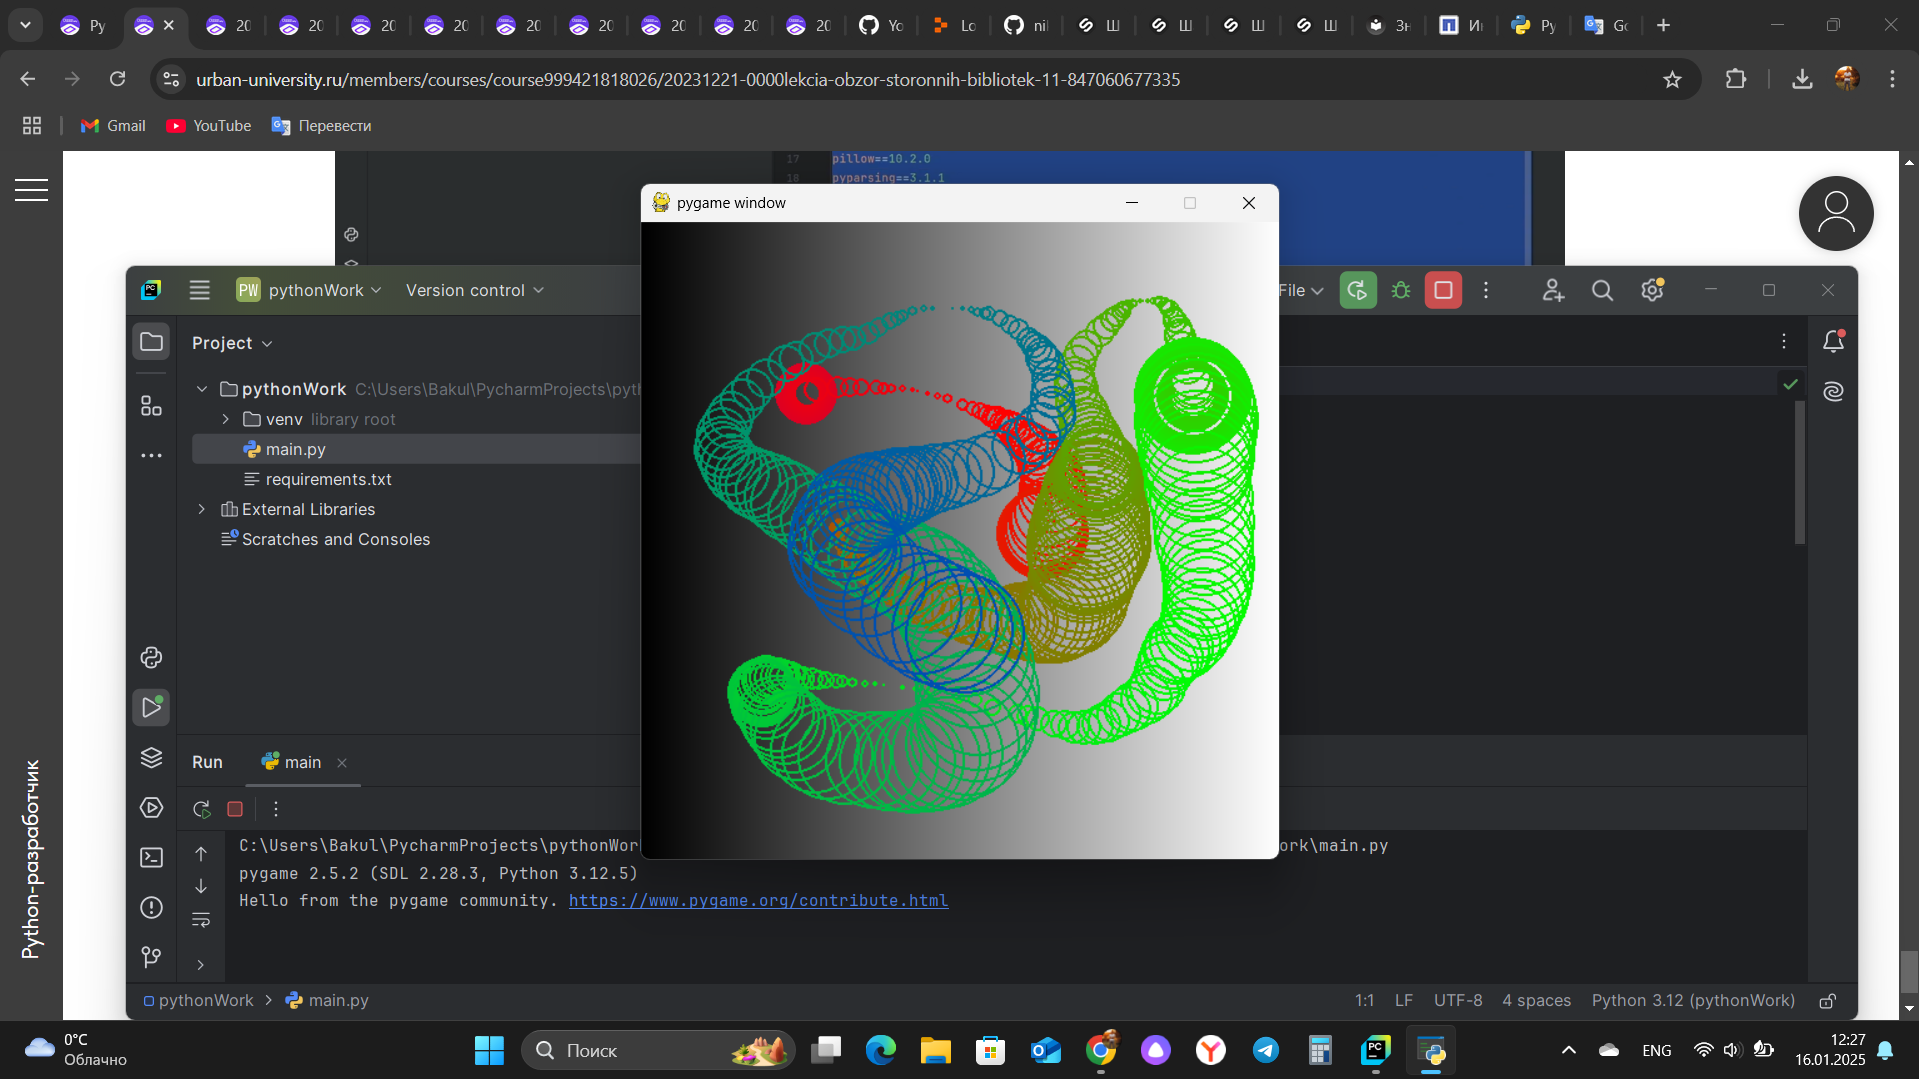 Py
20
20
20
20
20
20
20
20
20
Yo
Lo
nil
Ш
Ш
Ш
Ш
Зн
Py
Go
urban-university.ru/members/courses/course999421818026/20231221-0000lekcia-obzor-storonnih-bibliotek-11-847060677335
Gmail
YouTube
Перевести
17 pillow==10.2.0
18 pyparsing==3.1.1
pygame window
PW pythonWork
Version control
File
Project
pythonWork C:\Users\Bakul\PycharmProjects\pyth
venv library root
main.py
requirements.txt
External Libraries
Scratches and Consoles
Run
main
C:\Users\Bakul\PycharmProjects\pythonWor
ork\main.py
pygame 2.5.2 (SDL 2.28.3, Python 3.12.5)
Hello from the pygame community. https://www.pygame.org/contribute.html
Python-разработчик
pythonWork > main.py
1:1 LF UTF-8 4 spaces Python 3.12 (pythonWork)
0°C
Облачно
Поиск
ENG
12:27
16.01.2025